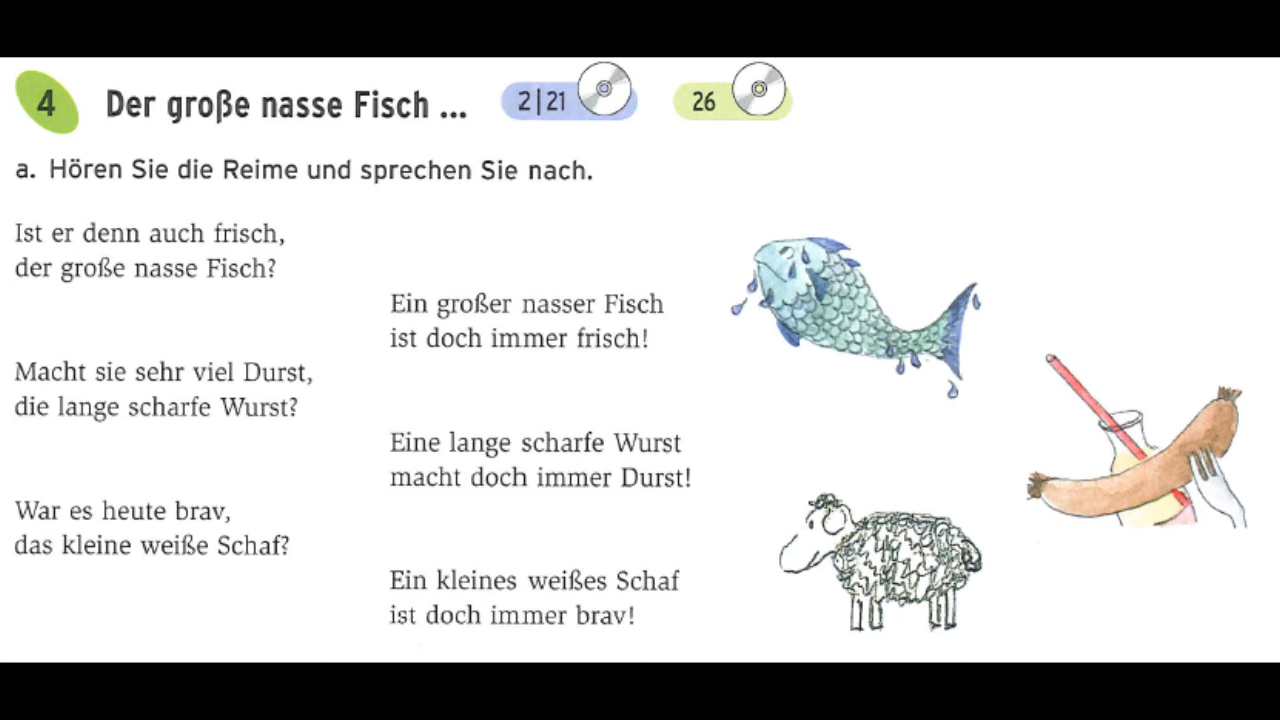 4 Der große nasse Fisch ... 2|21 26
a. Hören Sie die Reime und sprechen Sie nach.
Ist er denn auch frisch,
der große nasse Fisch?
Ein großer nasser Fisch
ist doch immer frisch!
Macht sie sehr viel Durst,
die lange scharfe Wurst?
Eine lange scharfe Wurst
macht doch immer Durst!
War es heute brav,
das kleine weiße Schaf?
Ein kleines weißes Schaf
ist doch immer brav!